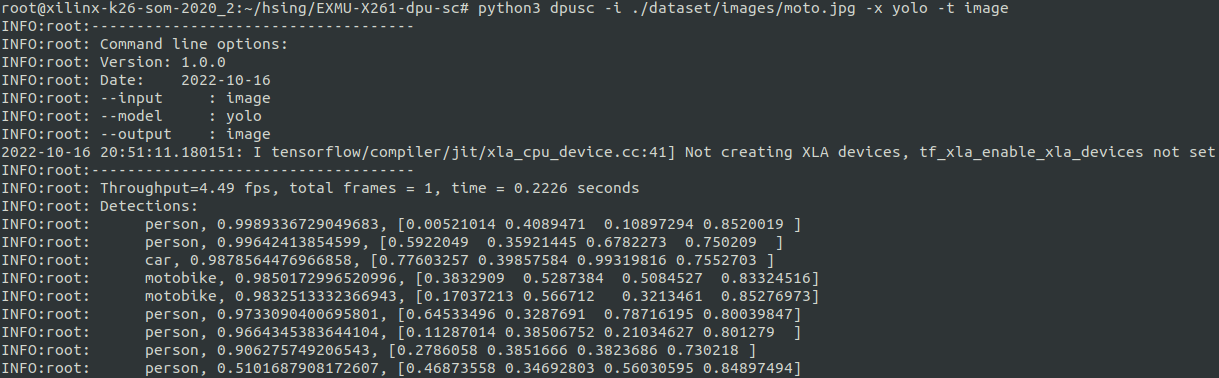 root@xilinx-k26-som-2020_2:~/hsing/EXMU-X261-dpu-sc# python3 dpusc -i ./dataset/images/moto.jpg -x yolo -t image
INFO:root:-----------------------------------
INFO:root: Command line options:
INFO:root: Version: 1.0.0
INFO:root: Date:    2022-10-16
INFO:root: --input     : image
INFO:root: --model     : yolo
INFO:root: --output    : image
2022-10-16 20:51:11.180151: I tensorflow/compiler/jit/xla_cpu_device.cc:41] Not creating XLA devices, tf_xla_enable_xla_devices not set
INFO:root:-----------------------------------
INFO:root: Throughput=4.49 fps, total frames = 1, time = 0.2226 seconds
INFO:root: Detections:
INFO:root:      person, 0.9989336729049683, [0.00521014 0.4089471  0.10897294 0.8520019 ]
INFO:root:      person, 0.99642413854599, [0.5922049  0.35921445 0.6782273  0.750209  ]
INFO:root:      car, 0.9878564476966858, [0.77603257 0.39857584 0.99319816 0.7552703 ]
INFO:root:      motobike, 0.9850172996520996, [0.3832909  0.5287384  0.5084527  0.83324516]
INFO:root:      motobike, 0.9832513332366943, [0.17037213 0.566712   0.3213461  0.85276973]
INFO:root:      person, 0.9733090400695801, [0.64533496 0.3287691  0.78716195 0.80039847]
INFO:root:      person, 0.9664345383644104, [0.11287014 0.38506752 0.21034627 0.801279  ]
INFO:root:      person, 0.906275749206543, [0.2786058 0.3851666 0.3823686 0.730218 ]
INFO:root:      person, 0.5101687908172607, [0.46873558 0.34692803 0.56030595 0.84897494]